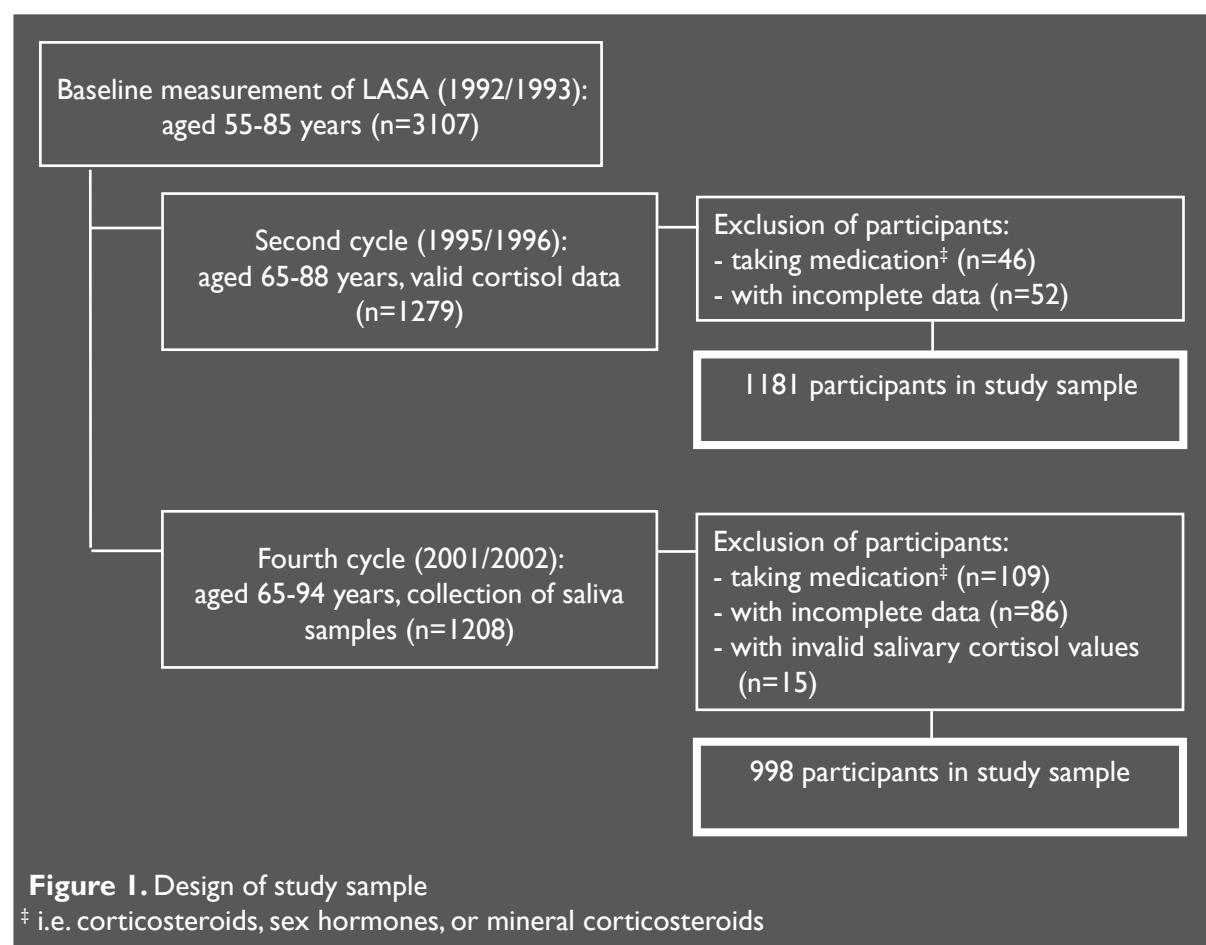 Baseline measurement of LASA (1992/1993):
aged 55-85 years (n=3107)
Second cycle (1995/1996):
aged 65-88 years, valid cortisol data
(n=1279)
Exclusion of participants:
- taking medication‡ (n=46)
- with incomplete data (n=52)
1181 participants in study sample
Fourth cycle (2001/2002):
aged 65-94 years, collection of saliva
samples (n=1208)
Exclusion of participants:
- taking medication‡ (n=109)
- with incomplete data (n=86)
- with invalid salivary cortisol values
(n=15)
998 participants in study sample
Figure 1. Design of study sample
‡ i.e. corticosteroids, sex hormones, or mineral corticosteroids